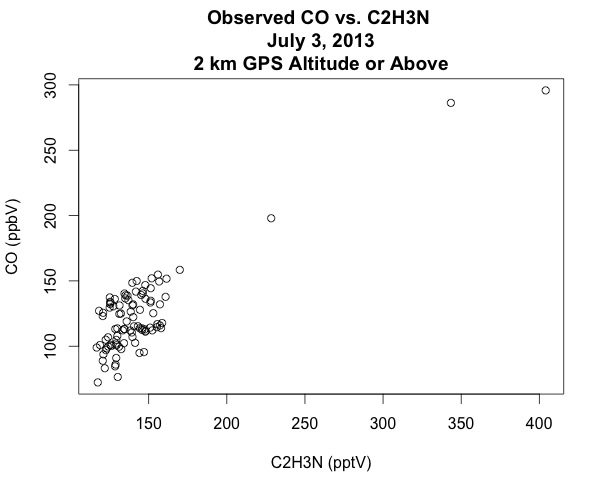 Observed CO vs. C2H3N
July 3, 2013
2 km GPS Altitude or Above
300
250
200
150
100
CO (ppbV)
150 200 250 300 350 400
C2H3N (pptV)